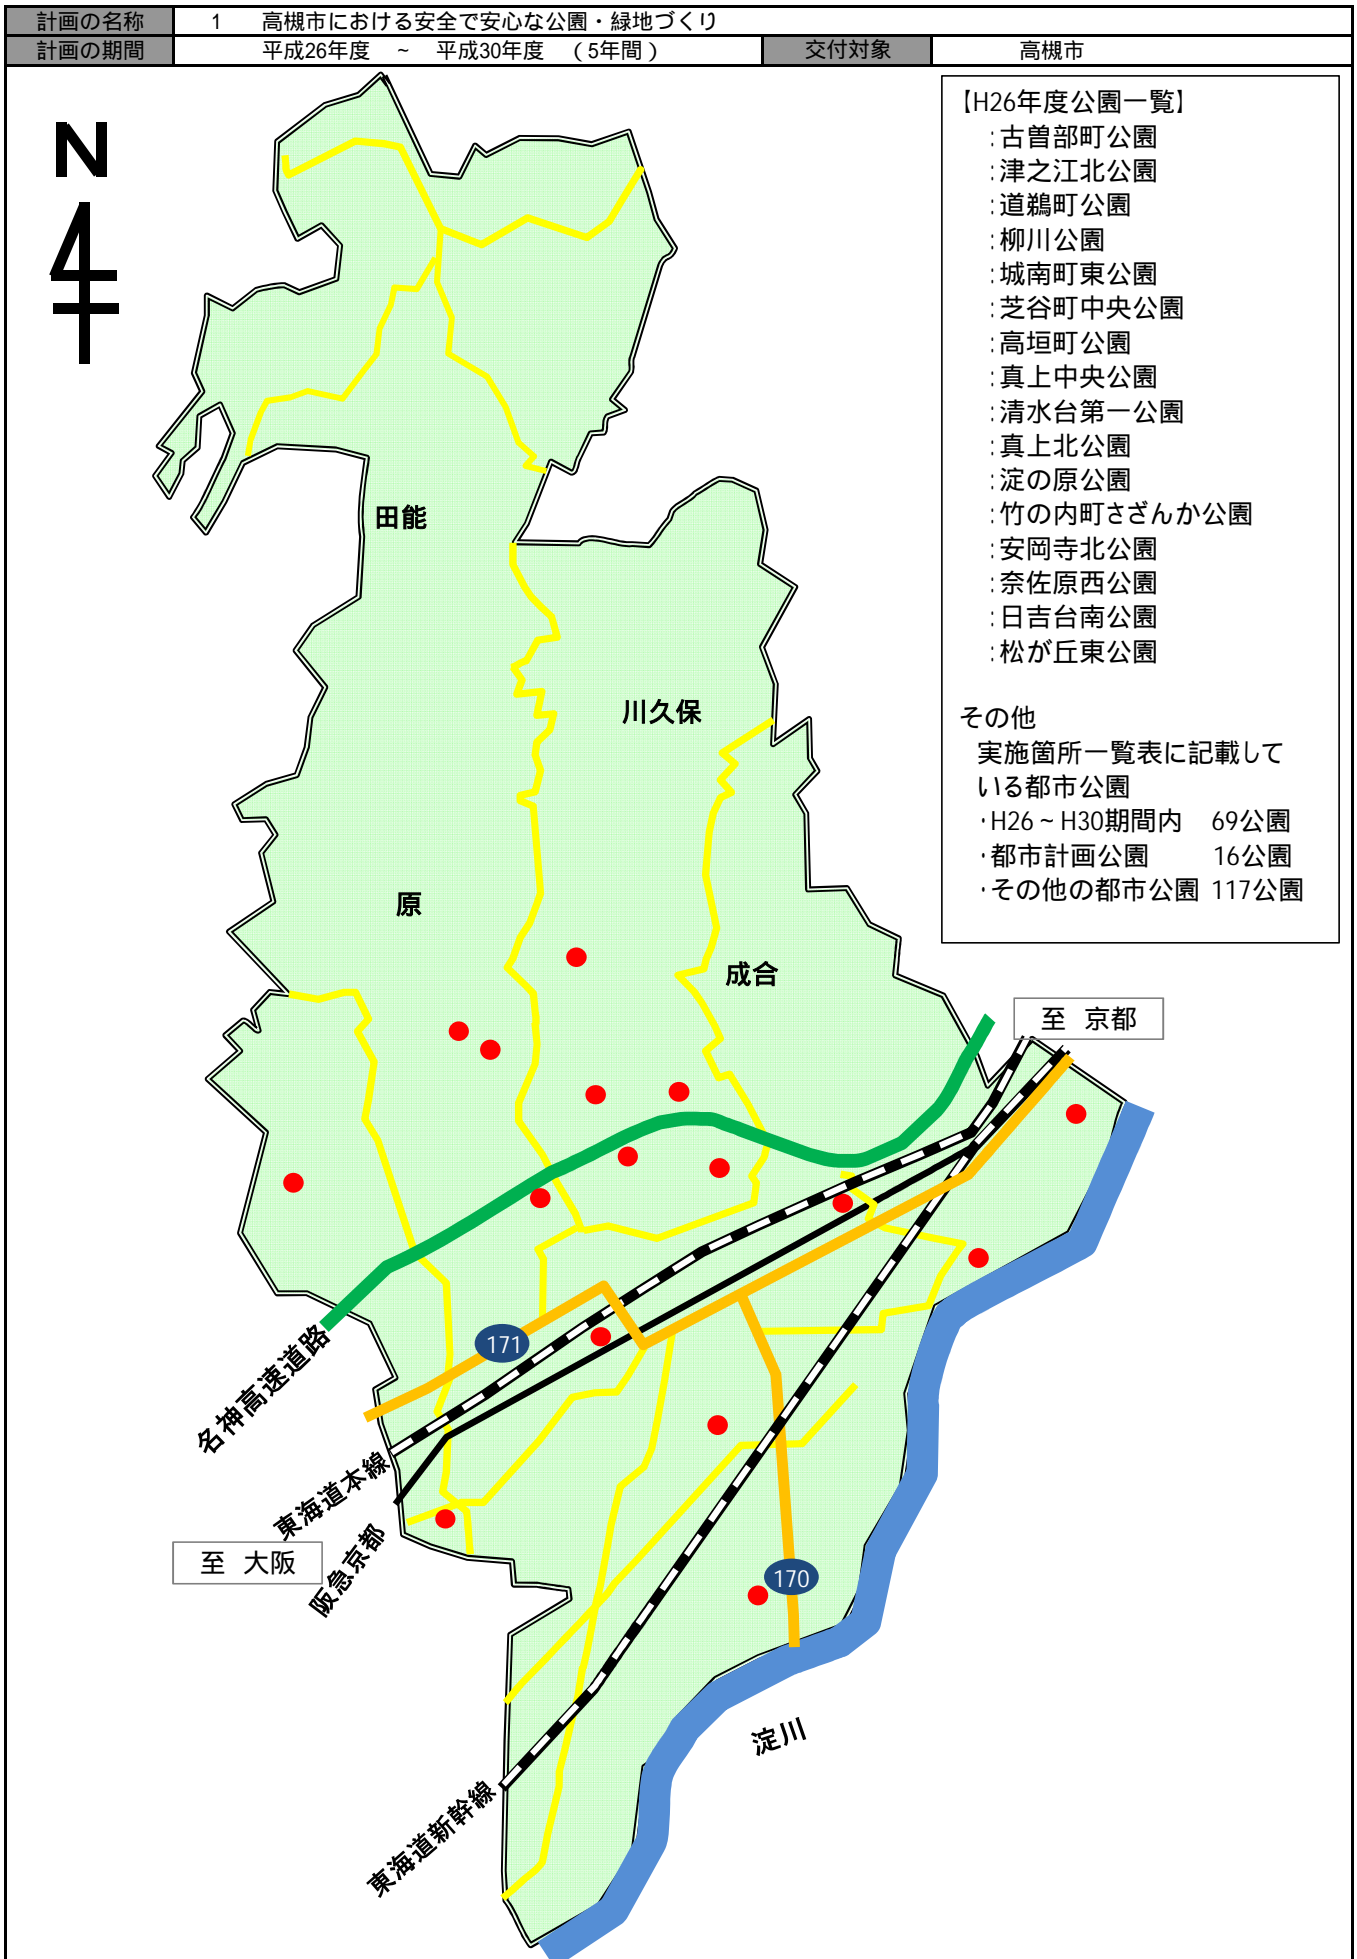 計画の名称 1 高槻市における安全で安心な公園・緑地づくり
計画の期間 平成26年度 ~ 平成30年度 (5年間) 交付対象 高槻市
N
【H26年度公園一覧】
:古曽部町公園
:津之江北公園
:道鵜町公園
:柳川公園
:城南町東公園
:芝谷町中央公園
:高垣町公園
:真上中央公園
:清水台第一公園
:真上北公園
:淀の原公園
:竹の内町さざんか公園
:安岡寺北公園
:奈佐原西公園
:日吉台南公園
:松が丘東公園
その他
実施箇所一覧表に記載して
いる都市公園
・H26~H30期間内 69公園
・都市計画公園 16公園
・その他の都市公園 117公園
田能
川久保
原
成合
至 京都
171
名神高速道路
東海道本線
至 大阪
阪急京都
170
淀川
東海道新幹線